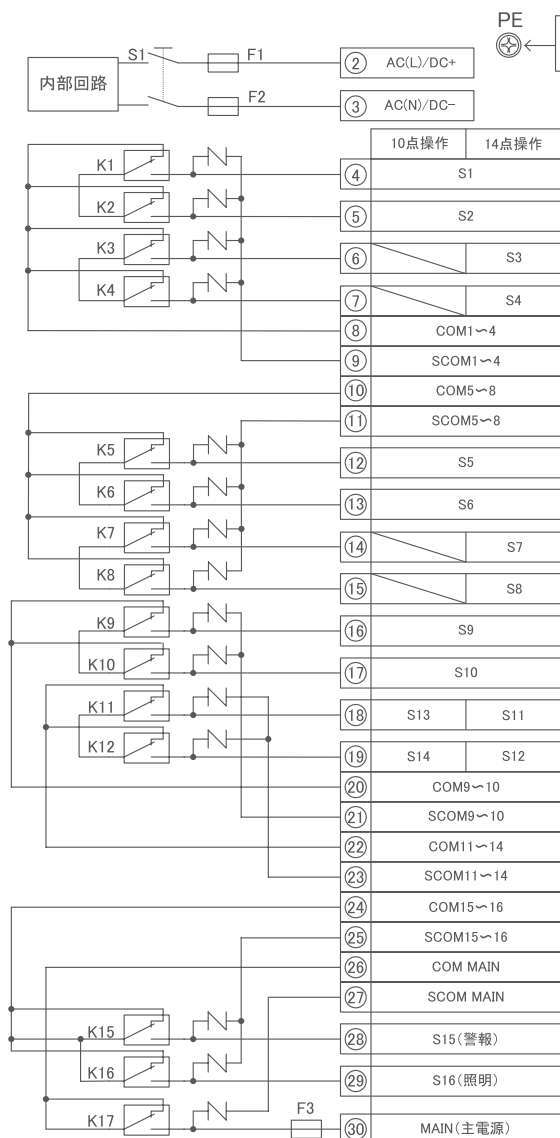 PE
S1
F1
内部回路
② AC(L)/DC+
F2
③ AC(N)/DC−
10点操作 14点操作
K1
④ S1
K2
⑤ S2
K3
⑥ S3
K4
⑦ S4
⑧ COM1～4
⑨ SCOM1～4
⑩ COM5～8
⑪ SCOM5～8
K5
⑫ S5
K6
⑬ S6
K7
⑭ S7
K8
⑮ S8
K9
⑯ S9
K10
⑰ S10
K11
⑱ S13 S11
K12
⑲ S14 S12
⑳ COM9～10
㉑ SCOM9～10
㉒ COM11～14
㉓ SCOM11～14
㉔ COM15～16
㉕ SCOM15～16
㉖ COM MAIN
㉗ SCOM MAIN
K15
㉘ S15(警報)
K16
㉙ S16(照明)
K17
F3
㉚ MAIN(主電源)